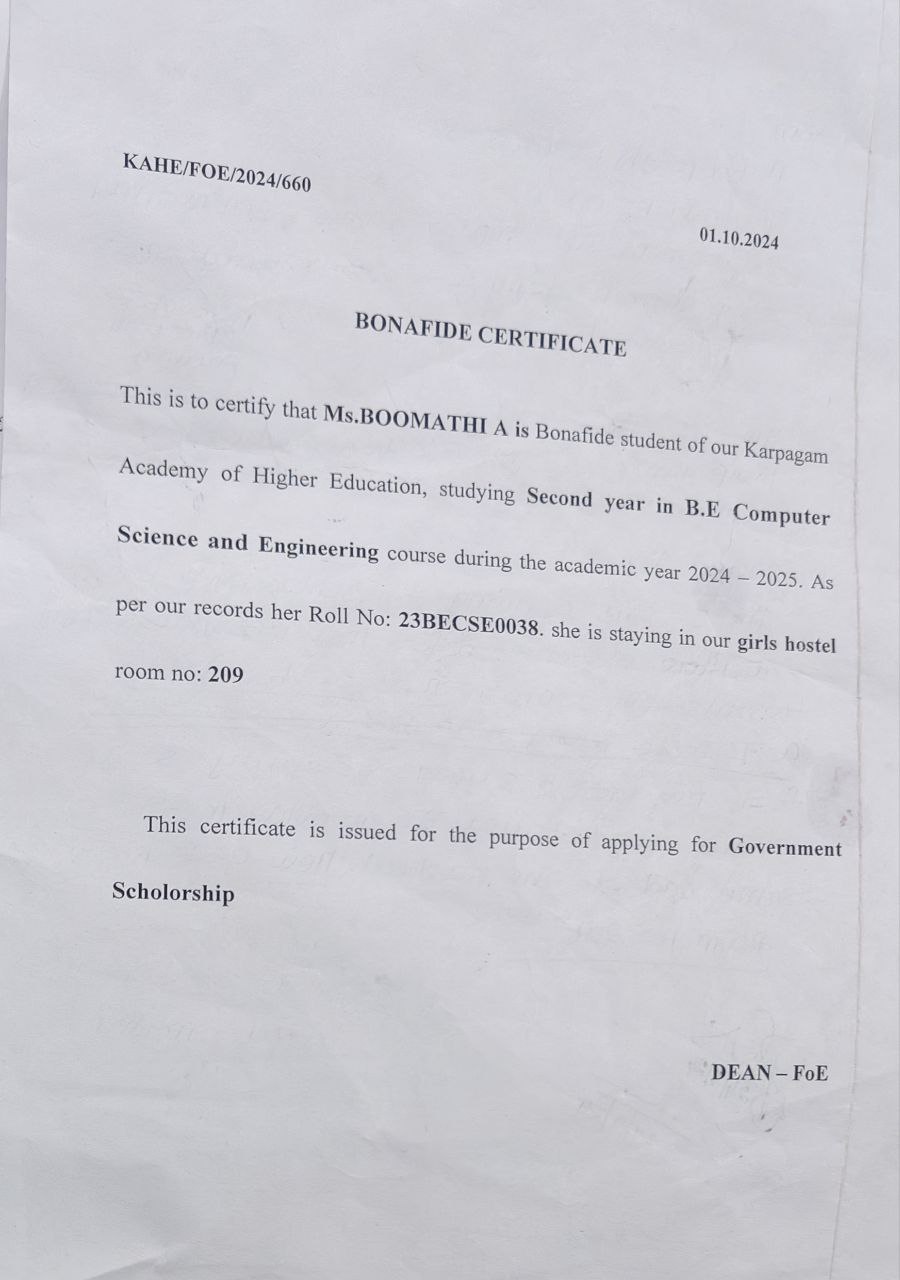 KAHE/FOE/2024/660
01.10.2024
BONAFIDE CERTIFICATE
This is to certify that Ms.BOOMATHI A is Bonafide student of our Karpagam
Academy of Higher Education, studying Second year in B.E Computer
Science and Engineering course during the academic year 2024 – 2025. As
per our records her Roll No: 23BECSE0038. she is staying in our girls hostel
room no: 209
This certificate is issued for the purpose of applying for Government
Scholorship
DEAN – FoE